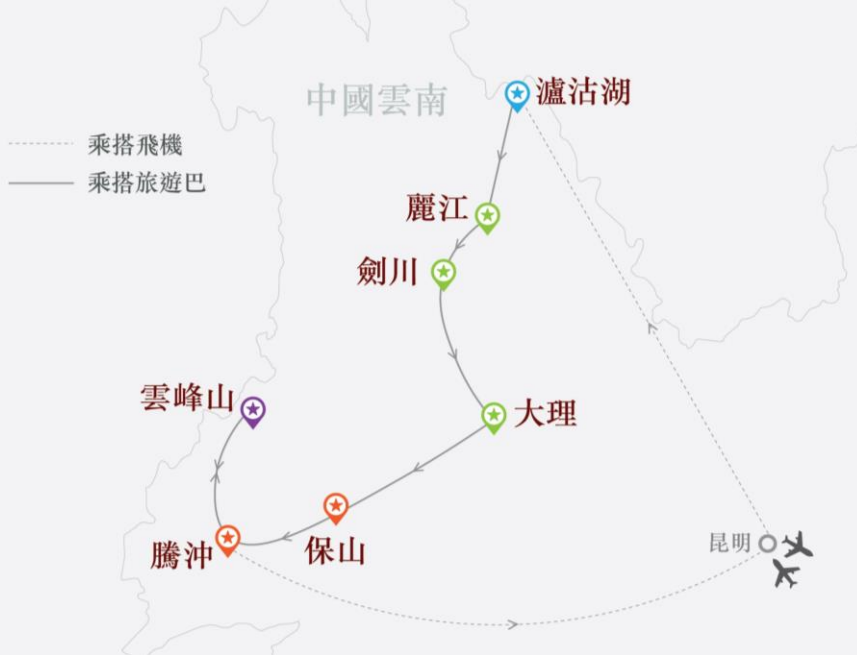 中國雲南
瀘沽湖
乘搭飛機
乘搭旅遊巴
麗江
劍川
雲峰山
大理
昆明
保山
騰沖